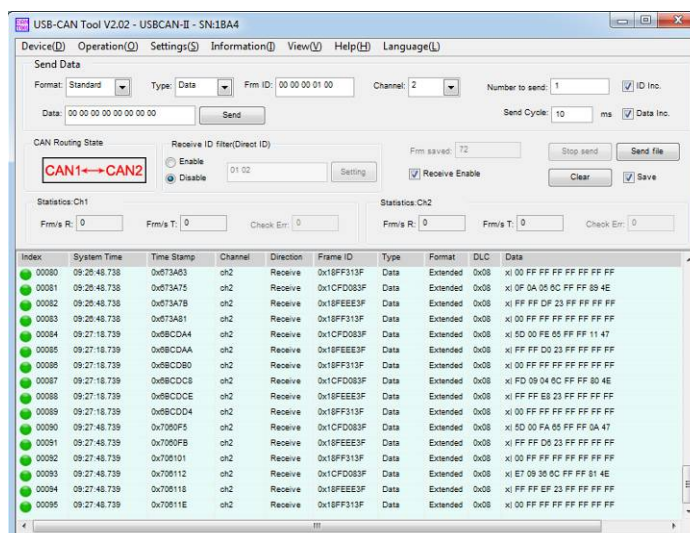 USB-CAN Tool V2.02 - USBCAN-II - SN:1BA4
Device(D) Operation(O) Settings(S) Information(I) View(V) Help(H) Language(L)
Send Data
Format: Standard Type: Data Frm ID: 00 00 00 01 00 Channel: 2 Number to send: 1 ID Inc.
Data: 00 00 00 00 00 00 00 00 Send Send Cycle: 10 ms Data Inc.
CAN Routing State Receive ID filter(Direct ID) Frm saved: 72 Stop send Send file
CAN1↔CAN2 Enable Disable 01 02 Setting Receive Enable Clear Save
Statistics:Ch1 Statistics:Ch2
Frm/s R: 0 Frm/s T: 0 Check Err: 0 Frm/s R: 0 Frm/s T: 0 Check Err: 0
Index System Time Time Stamp Channel Direction Frame ID Type Format DLC Data
00080 09:26:48.738 0x673A63 ch2 Receive 0x18FF313F Data Extended 0x08 x| 00 FF FF FF FF FF FF FF
00081 09:26:48.738 0x673A75 ch2 Receive 0x1CFD083F Data Extended 0x08 x| 0F 0A 05 6C FF FF 89 4E
00082 09:26:48.738 0x673A7B ch2 Receive 0x18FEEE3F Data Extended 0x08 x| FF FF DF 23 FF FF FF FF
00083 09:26:48.738 0x673A81 ch2 Receive 0x18FF313F Data Extended 0x08 x| 00 FF FF FF FF FF FF FF
00084 09:27:18.739 0x6BCDA4 ch2 Receive 0x1CFD083F Data Extended 0x08 x| 5D 00 FE 65 FF FF 11 47
00085 09:27:18.739 0x6BCDAA ch2 Receive 0x18FEEE3F Data Extended 0x08 x| FF FF D0 23 FF FF FF FF
00086 09:27:18.739 0x6BCDB0 ch2 Receive 0x18FF313F Data Extended 0x08 x| 00 FF FF FF FF FF FF FF
00087 09:27:18.739 0x6BCDC8 ch2 Receive 0x1CFD083F Data Extended 0x08 x| FD 09 04 6C FF FF 80 4E
00088 09:27:18.739 0x6BCDCE ch2 Receive 0x18FEEE3F Data Extended 0x08 x| FF FF E8 23 FF FF FF FF
00089 09:27:18.739 0x6BCDD4 ch2 Receive 0x18FF313F Data Extended 0x08 x| 00 FF FF FF FF FF FF FF
00090 09:27:48.739 0x7060F5 ch2 Receive 0x1CFD083F Data Extended 0x08 x| 5D 00 FA 65 FF FF 0A 47
00091 09:27:48.739 0x7060FB ch2 Receive 0x18FEEE3F Data Extended 0x08 x| FF FF D6 23 FF FF FF FF
00092 09:27:48.739 0x706101 ch2 Receive 0x18FF313F Data Extended 0x08 x| 00 FF FF FF FF FF FF FF
00093 09:27:48.739 0x706112 ch2 Receive 0x1CFD083F Data Extended 0x08 x| E7 09 36 6C FF FF 81 4E
00094 09:27:48.739 0x706118 ch2 Receive 0x18FEEE3F Data Extended 0x08 x| FF FF EF 23 FF FF FF FF
00095 09:27:48.739 0x70611E ch2 Receive 0x18FF313F Data Extended 0x08 x| 00 FF FF FF FF FF FF FF